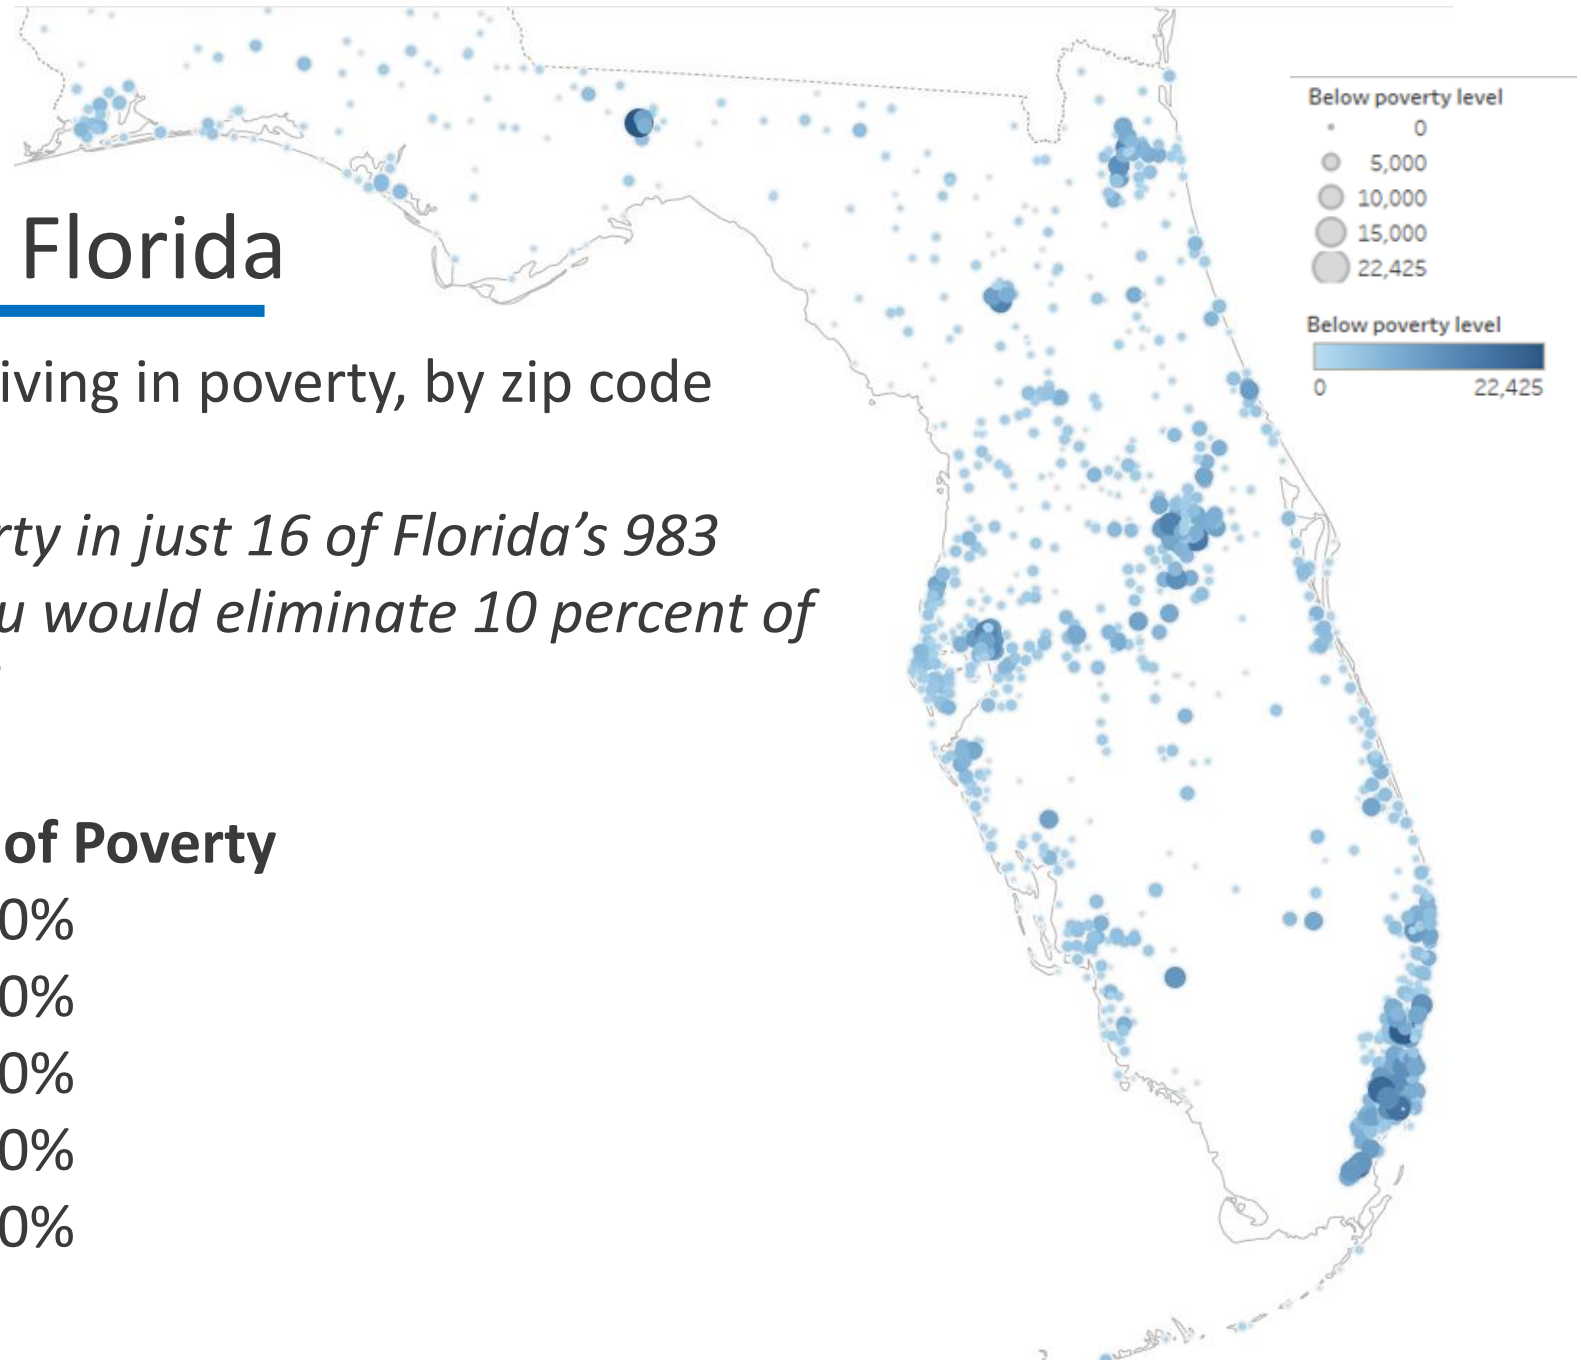 Florida
iving in poverty, by zip code
rty in just 16 of Florida’s 983
u would eliminate 10 percent of
of Poverty
0%
0%
0%
0%
0%
Below poverty level
0
5,000
10,000
15,000
22,425
Below poverty level
0 22,425